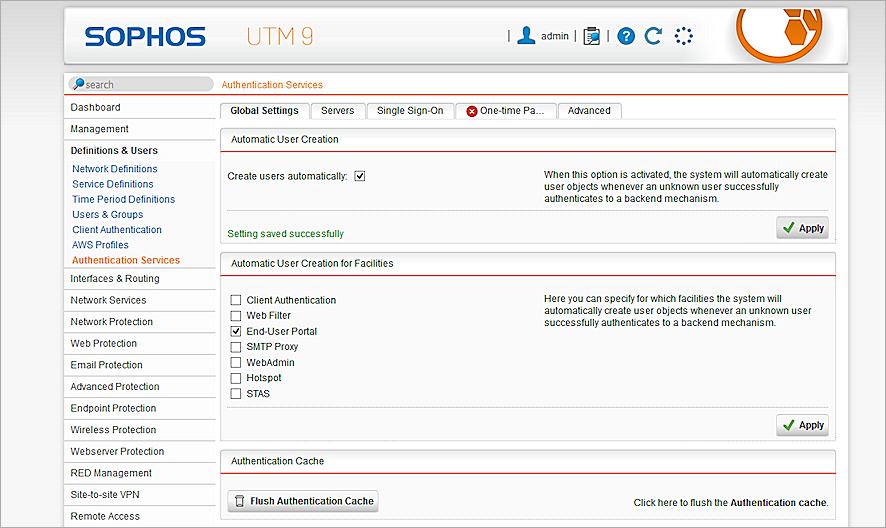 SOPHOS UTM 9
| admin | | ?
search
Authentication Services
Dashboard
Management
Definitions & Users
Network Definitions
Service Definitions
Time Period Definitions
Users & Groups
Client Authentication
AWS Profiles
Authentication Services
Interfaces & Routing
Network Services
Network Protection
Web Protection
Email Protection
Advanced Protection
Endpoint Protection
Wireless Protection
Webserver Protection
RED Management
Site-to-site VPN
Remote Access
Global Settings Servers Single Sign-On One-time Pa... Advanced
Automatic User Creation
Create users automatically:
When this option is activated, the system will automatically create
user objects whenever an unknown user successfully
authenticates to a backend mechanism.
Setting saved successfully
Apply
Automatic User Creation for Facilities
Client Authentication
Web Filter
End-User Portal
SMTP Proxy
WebAdmin
Hotspot
STAS
Here you can specify for which facilities the system will
automatically create user objects whenever an unknown user
successfully authenticates to a backend mechanism.
Apply
Authentication Cache
Flush Authentication Cache
Click here to flush the Authentication cache.